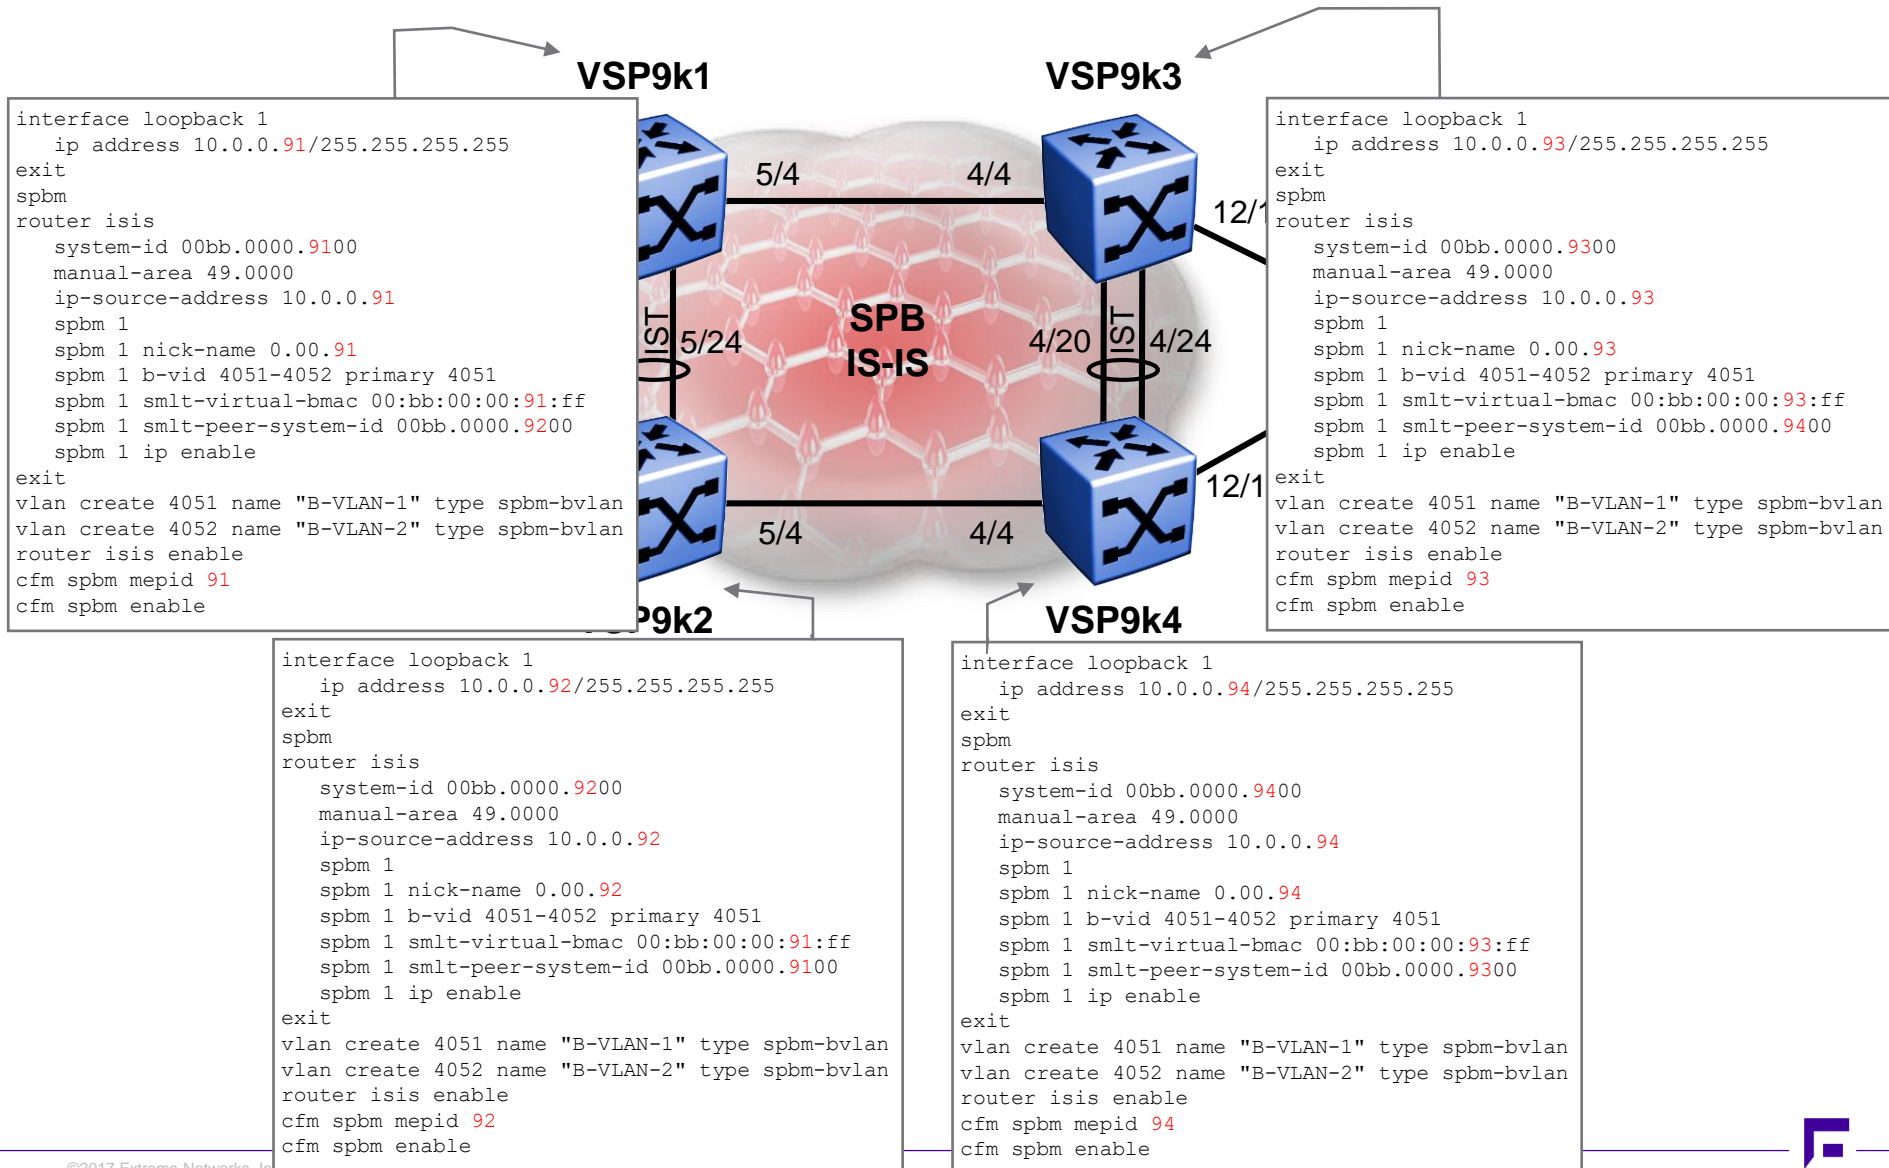 VSP9k1
VSP9k3
interface loopback 1
ip address 10.0.0.91/255.255.255.255
exit
spbm
router isis
system-id 00bb.0000.9100
manual-area 49.0000
ip-source-address 10.0.0.91
spbm 1
spbm 1 nick-name 0.00.91
spbm 1 b-vid 4051-4052 primary 4051
spbm 1 smlt-virtual-bmac 00:bb:00:00:91:ff
spbm 1 smlt-peer-system-id 00bb.0000.9200
spbm 1 ip enable
exit
vlan create 4051 name "B-VLAN-1" type spbm-bvlan
vlan create 4052 name "B-VLAN-2" type spbm-bvlan
router isis enable
cfm spbm mepid 91
cfm spbm enable
5/4
4/4
12/1
IST
5/24
SPB
IS-IS
4/20
IST
4/24
12/1
5/4
4/4
interface loopback 1
ip address 10.0.0.93/255.255.255.255
exit
spbm
router isis
system-id 00bb.0000.9300
manual-area 49.0000
ip-source-address 10.0.0.93
spbm 1
spbm 1 nick-name 0.00.93
spbm 1 b-vid 4051-4052 primary 4051
spbm 1 smlt-virtual-bmac 00:bb:00:00:93:ff
spbm 1 smlt-peer-system-id 00bb.0000.9400
spbm 1 ip enable
exit
vlan create 4051 name "B-VLAN-1" type spbm-bvlan
vlan create 4052 name "B-VLAN-2" type spbm-bvlan
router isis enable
cfm spbm mepid 93
cfm spbm enable
VSP9k2
VSP9k4
interface loopback 1
ip address 10.0.0.92/255.255.255.255
exit
spbm
router isis
system-id 00bb.0000.9200
manual-area 49.0000
ip-source-address 10.0.0.92
spbm 1
spbm 1 nick-name 0.00.92
spbm 1 b-vid 4051-4052 primary 4051
spbm 1 smlt-virtual-bmac 00:bb:00:00:91:ff
spbm 1 smlt-peer-system-id 00bb.0000.9100
spbm 1 ip enable
exit
vlan create 4051 name "B-VLAN-1" type spbm-bvlan
vlan create 4052 name "B-VLAN-2" type spbm-bvlan
router isis enable
cfm spbm mepid 92
cfm spbm enable
interface loopback 1
ip address 10.0.0.94/255.255.255.255
exit
spbm
router isis
system-id 00bb.0000.9400
manual-area 49.0000
ip-source-address 10.0.0.94
spbm 1
spbm 1 nick-name 0.00.94
spbm 1 b-vid 4051-4052 primary 4051
spbm 1 smlt-virtual-bmac 00:bb:00:00:93:ff
spbm 1 smlt-peer-system-id 00bb.0000.9300
spbm 1 ip enable
exit
vlan create 4051 name "B-VLAN-1" type spbm-bvlan
vlan create 4052 name "B-VLAN-2" type spbm-bvlan
router isis enable
cfm spbm mepid 94
cfm spbm enable
©2017 Extreme Networks,